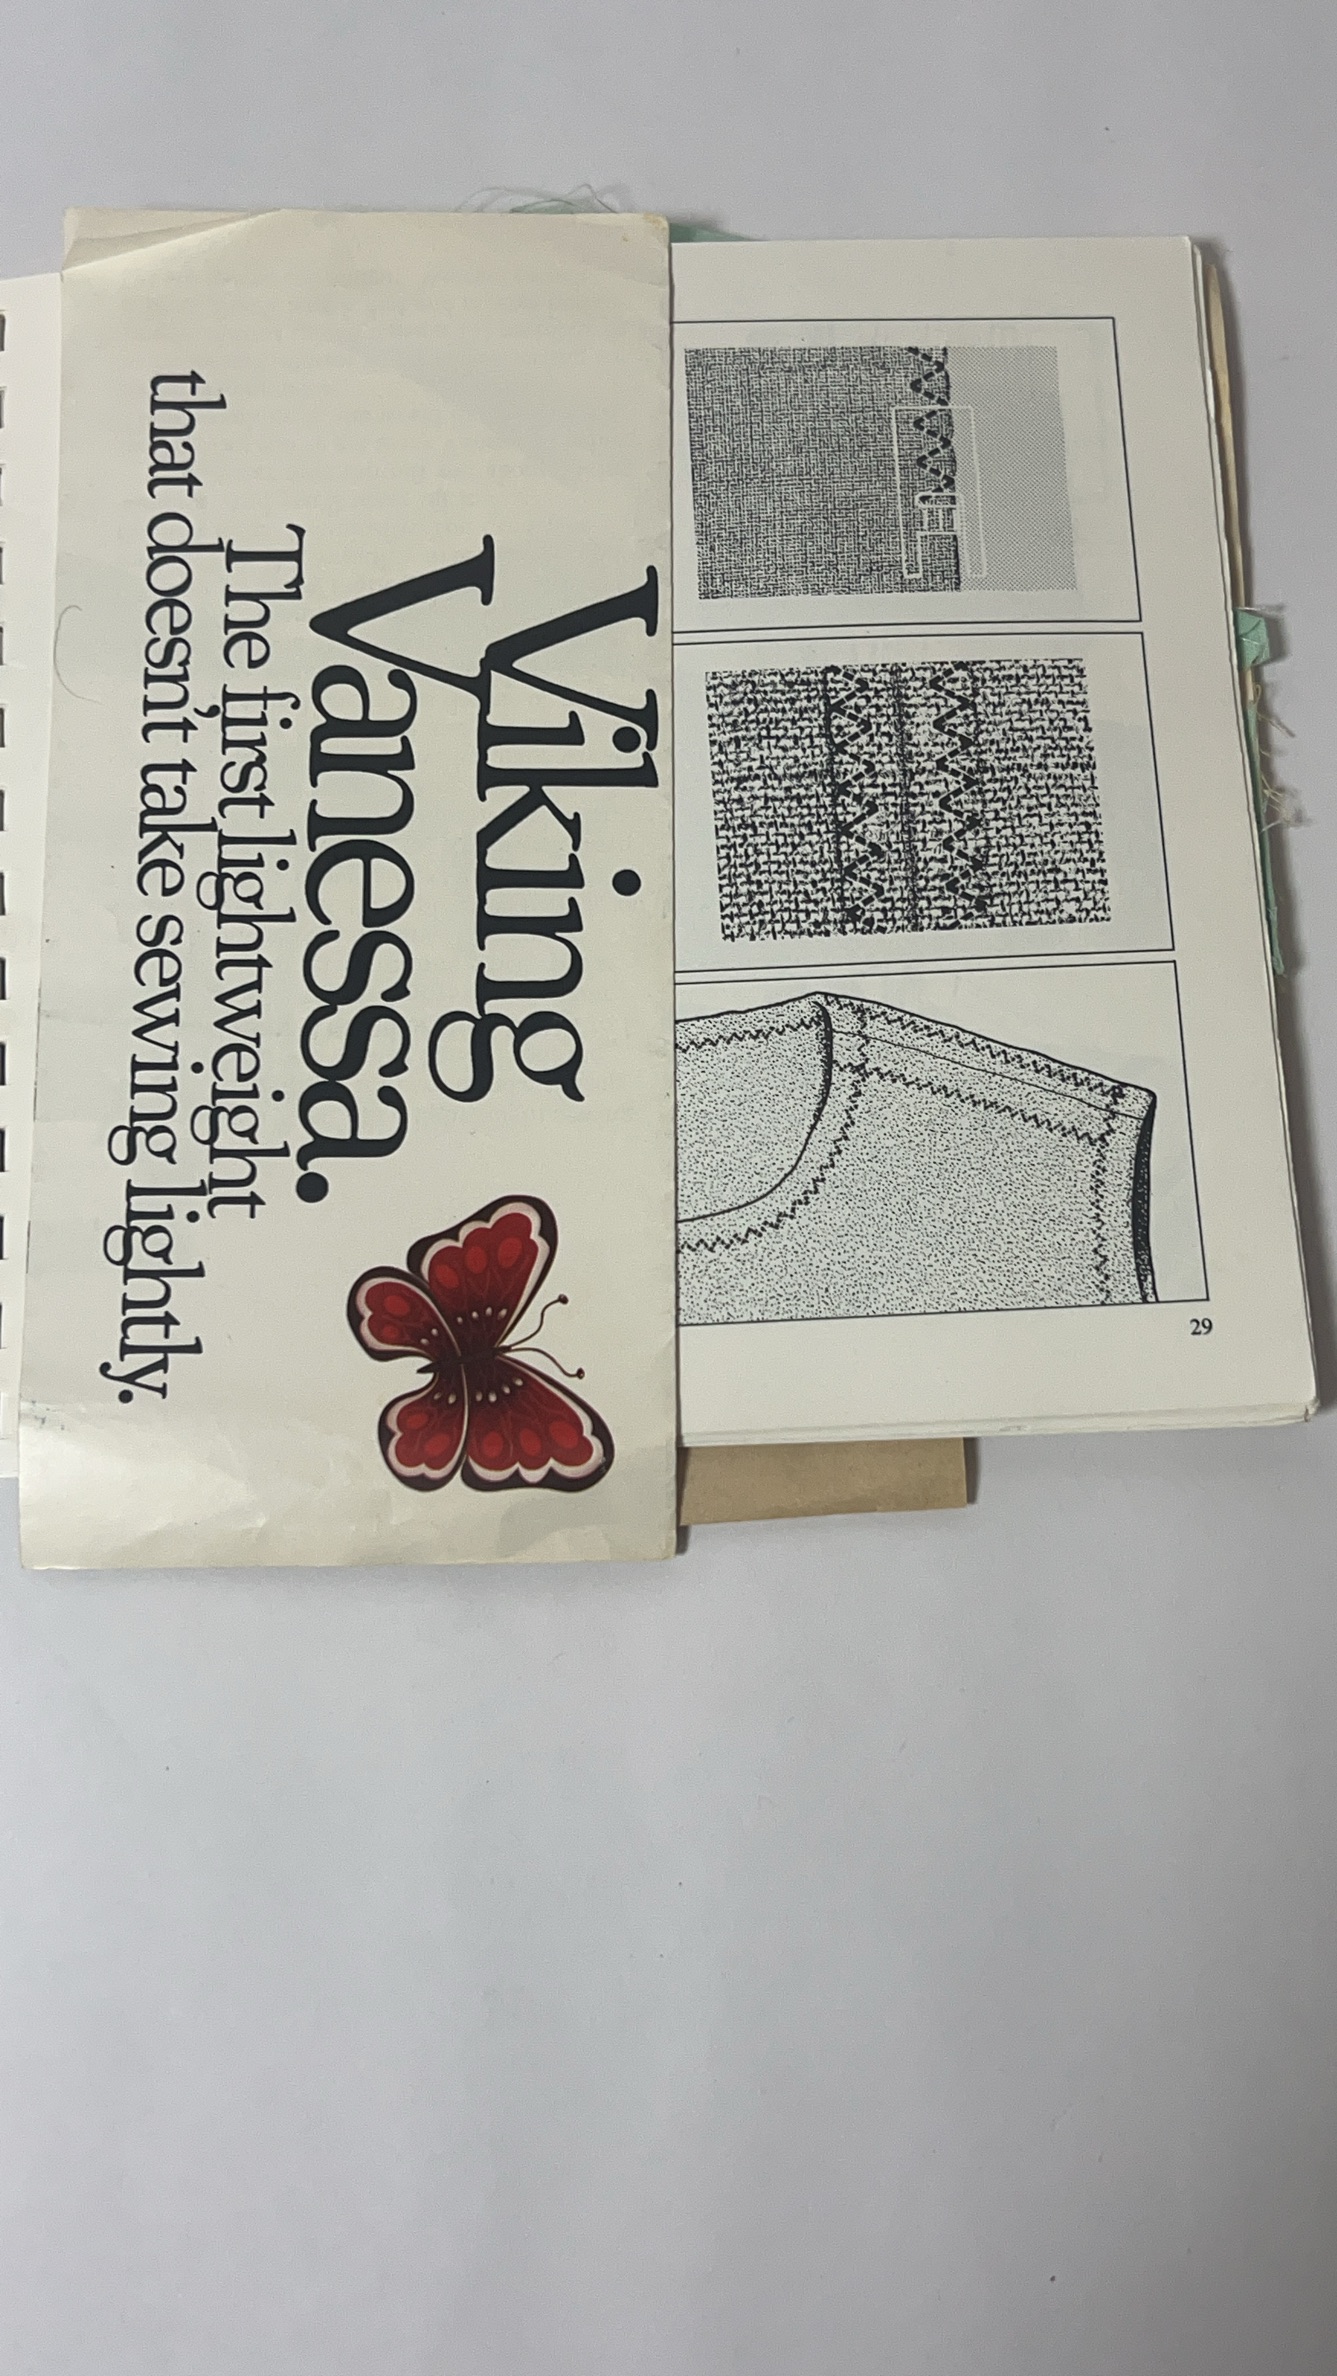 Viking
Vanessa.
The first lightweight
that doesn't take sewing lightly.
29